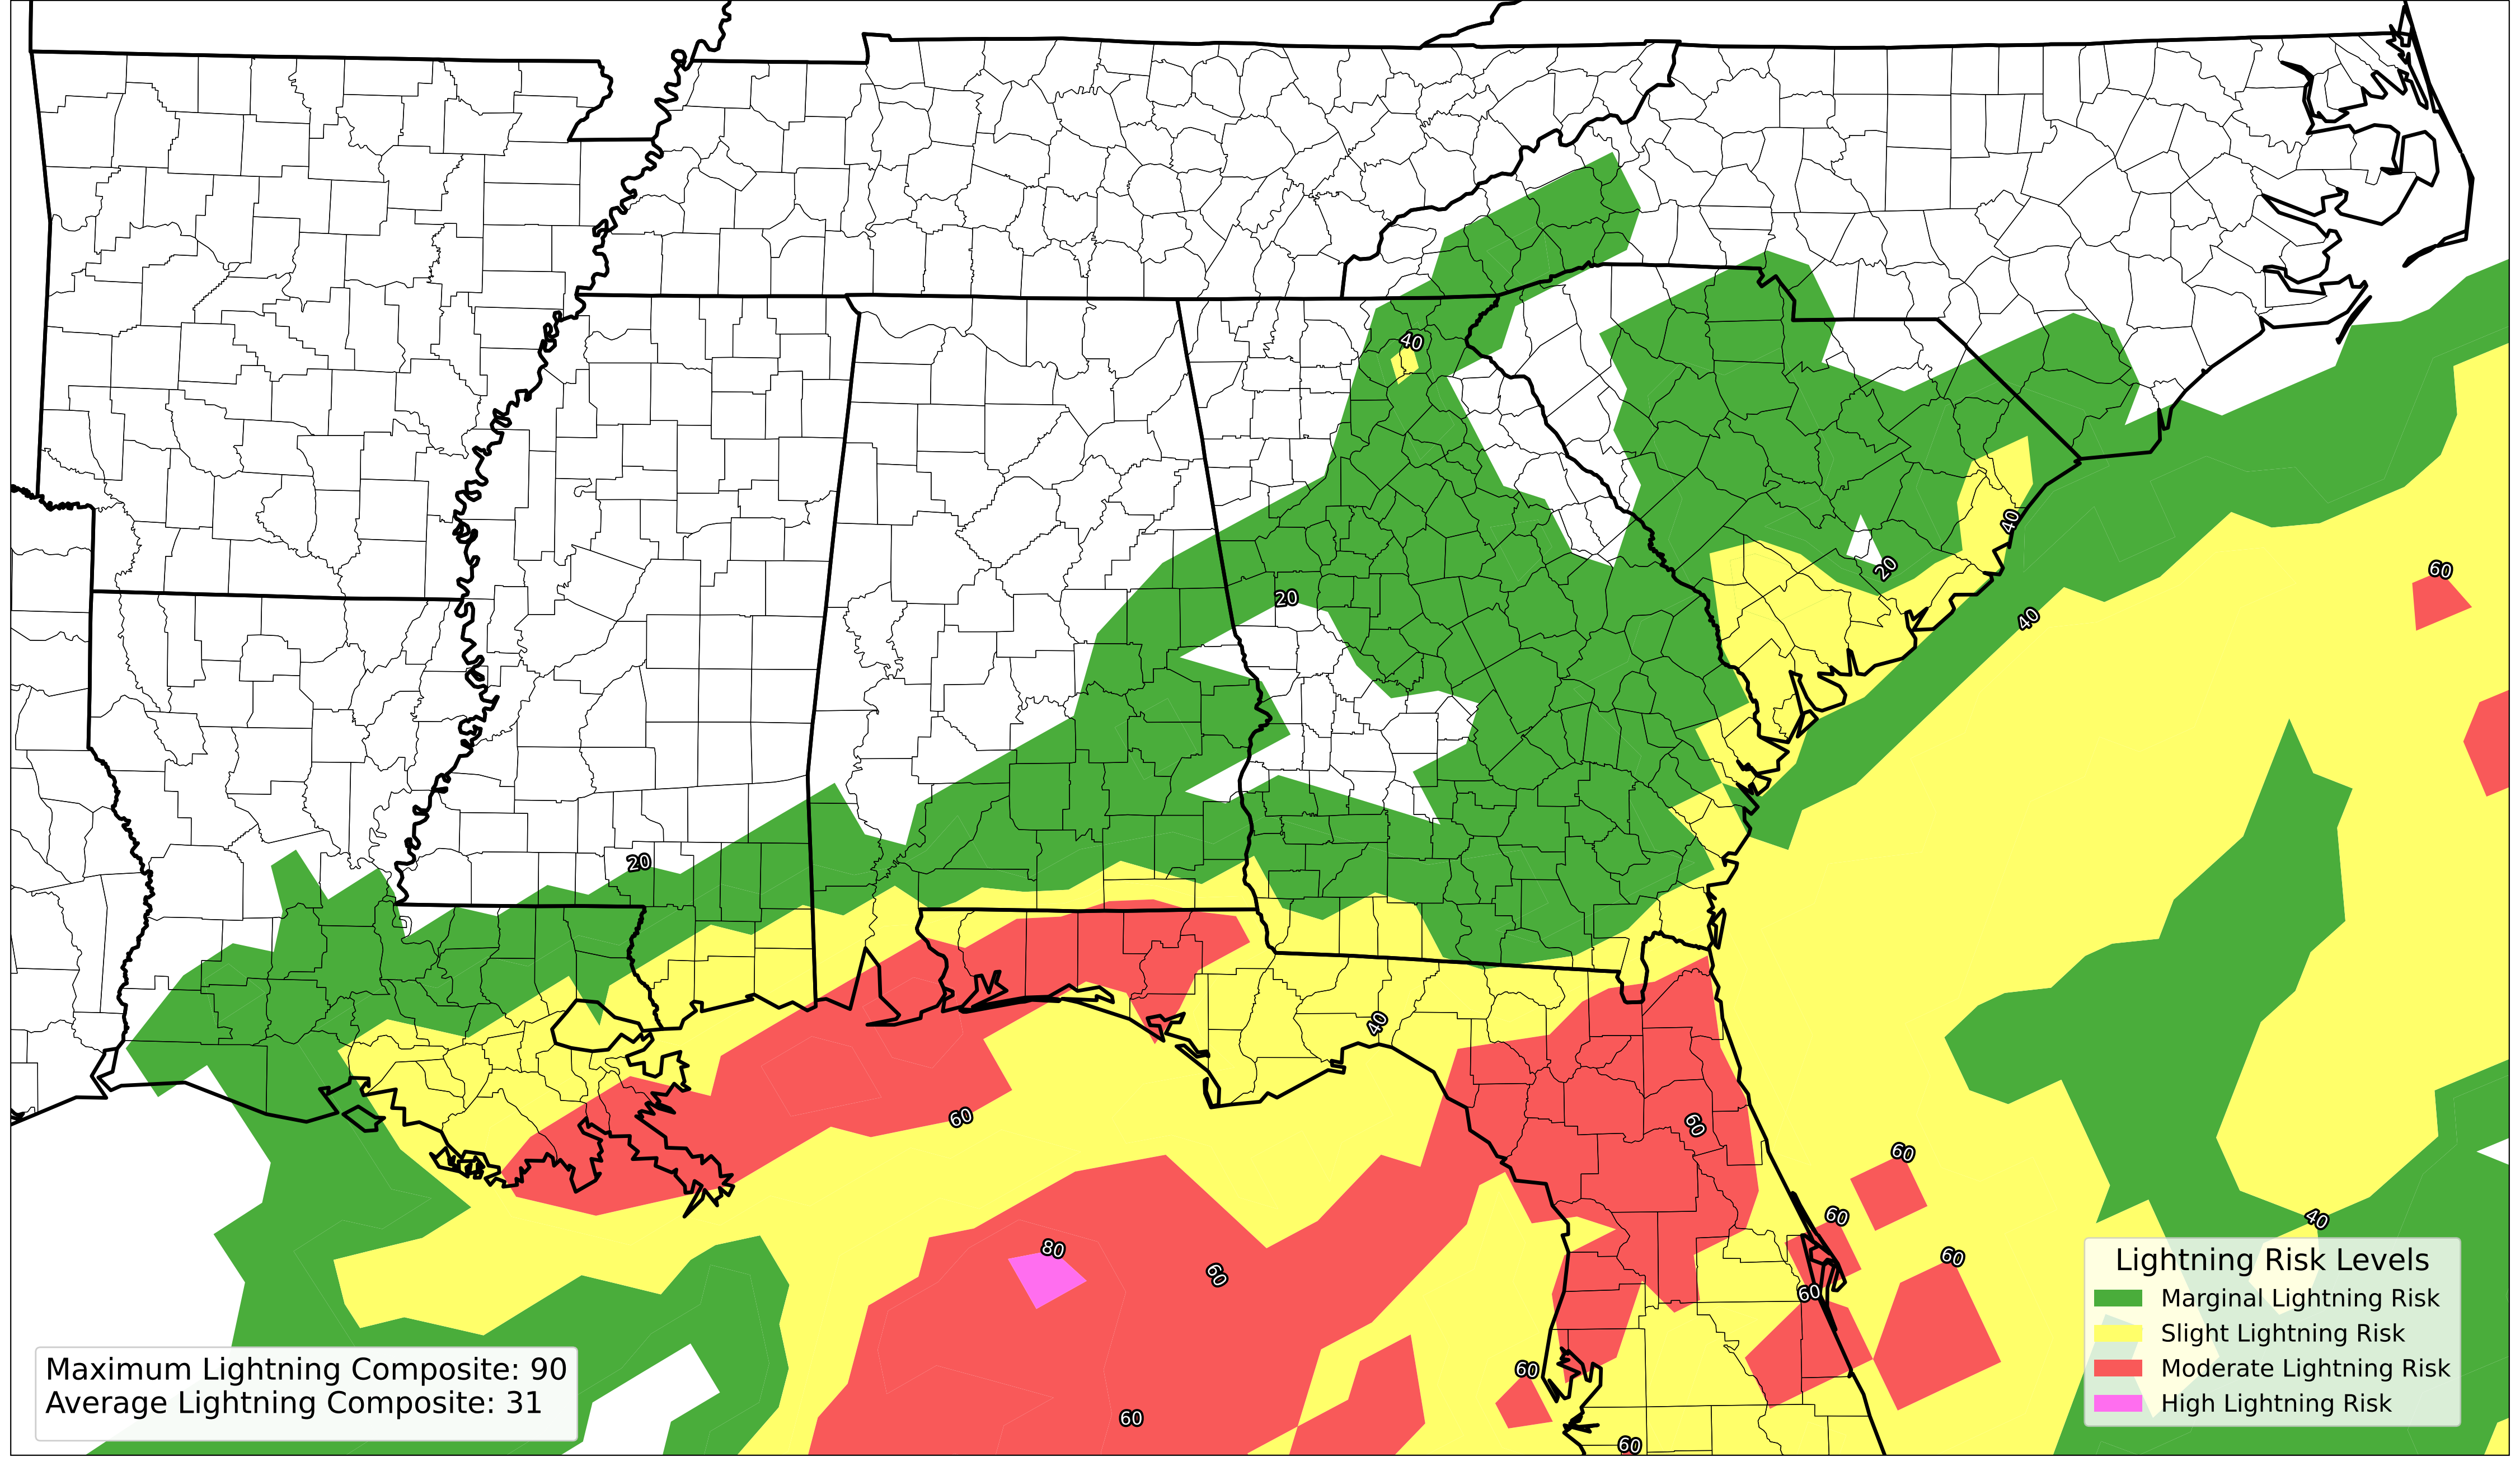 40
20
40
20
60
40
20
40
60
60
60
60
40
80
60
60
60
60
60
60
Maximum Lightning Composite: 90
Average Lightning Composite: 31
Lightning Risk Levels
Marginal Lightning Risk
Slight Lightning Risk
Moderate Lightning Risk
High Lightning Risk